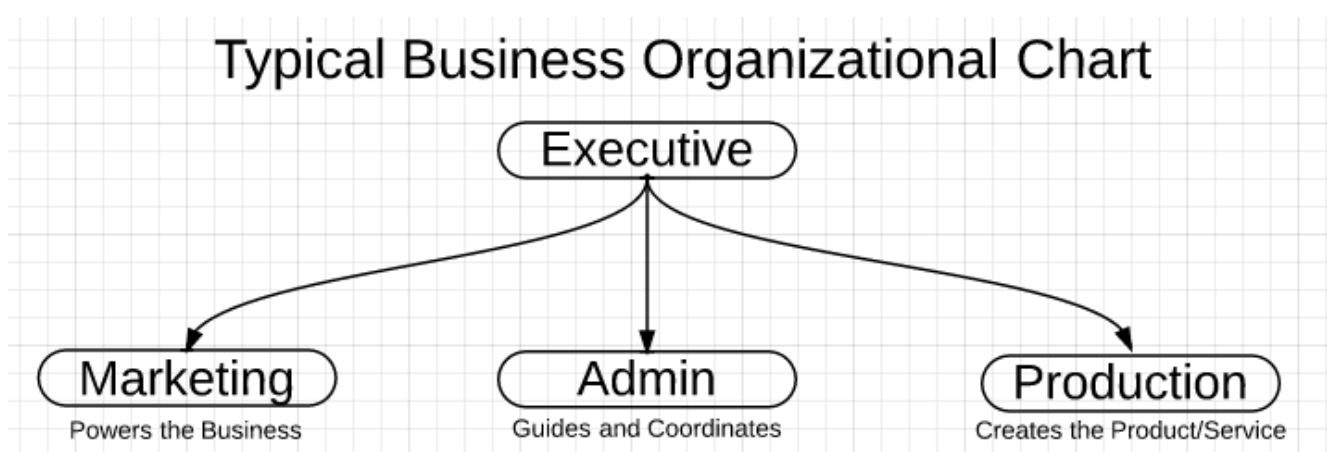 Typical Business Organizational Chart
Executive
Marketing
Admin
Production
Powers the Business
Guides and Coordinates
Creates the Product/Service